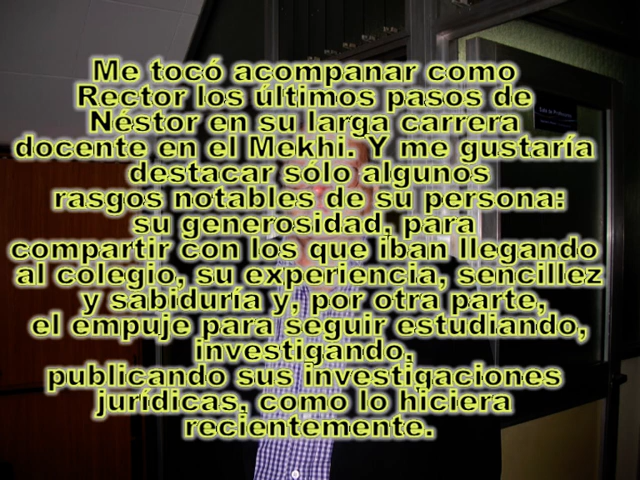 Me tocó acompanar como
Rector los últimos pasos de
Néstor en su larga carrera
docente en el Mekhi. Y me gustaría
destacar sólo algunos
rasgos notables de su persona:
su generosidad, para
compartir con los que iban llegando
al colegio, su experiencia, sencillez
y sabiduría y, por otra parte,
el empuje para seguir estudiando,
investigando,
publicando sus investigaciones
jurídicas, como lo hiciera
recientemente.